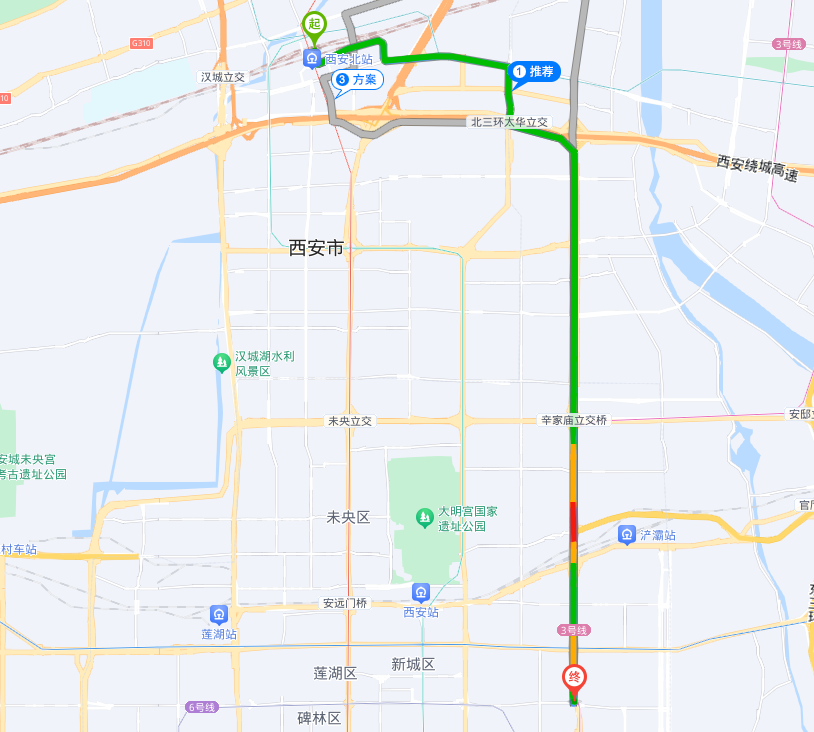 起
G310
3号线
西安北站
汉城立交
1 推荐
3 方案
10
北三环太华立交
西安绕城高速
西安市
汉城湖水利
风景区
未央立交
辛家庙立交桥
安邸立
安城未央宫
考古遗址公园
未央区
大明宫国家
遗址公园
官厅
浐灞站
村车站
安远门桥
西安站
莲湖站
3号线
东三环
莲湖区
新城区
终
6号线
碑林区